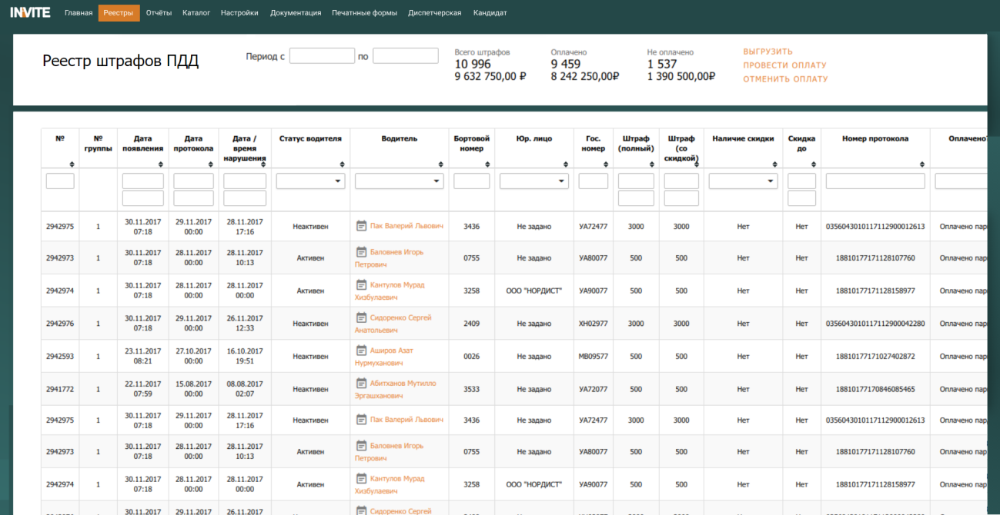 INVITE Главная Реестры Отчёты Каталог Настройки Документация Печатные формы Диспетчерская Кандидат
Реестр штрафов ПДД
Период с по
Всего штрафов Оплачено Не оплачено
10 996 9 459 1 537
9 632 750,00 ₽ 8 242 250,00₽ 1 390 500,00₽
ВЫГРУЗИТЬ
ПРОВЕСТИ ОПЛАТУ
ОТМЕНИТЬ ОПЛАТУ
№ № Дата Дата Дата / Статус водителя Водитель Бортовой Юр. лицо Гос. Штраф Штраф Наличие скидки Скидка Номер протокола Оплачено?
группы появления протокола время номер номер (полный) (со до
нарушения скидкой)
30.11.2017 29.11.2017 28.11.2017
2942975 1 Неактивен Пак Валерий Львович 3436 Не задано УА72477 3000 3000 Нет Нет 0356043010117112900012613 Оплачено пар
07:18 00:00 17:16
30.11.2017 28.11.2017 28.11.2017 Баловнев Игорь
2942973 1 Активен 0755 Не задано УА80077 500 500 Нет Нет 18810177171128107760 Оплачено пар
07:18 00:00 10:13 Петрович
30.11.2017 28.11.2017 28.11.2017 Кантулов Мурад
2942974 1 Активен 3258 ООО "НОРДИСТ" УА90077 500 500 Нет Нет 18810177171128158977 Оплачено пар
07:18 00:00 00:00 Хизбулаевич
30.11.2017 29.11.2017 26.11.2017 Сидоренко Сергей
2942976 1 Неактивен 2409 Не задано ХН02977 3000 3000 Нет Нет 0356043010117112900042280 Оплачено пар
07:18 00:00 12:33 Анатольевич
23.11.2017 27.10.2017 16.10.2017 Аширов Азат
2942593 1 Неактивен 0026 Не задано МВ09577 500 500 Нет Нет 18810177171027402872 Оплачено пар
08:21 00:00 19:51 Нурмуханович
22.11.2017 15.08.2017 08.08.2017 Абитханов Мутилло
2941772 1 Неактивен 3533 Не задано УА72077 500 500 Нет Нет 18810177170846085465 Оплачено пар
07:59 00:00 02:07 Эргашханович
30.11.2017 29.11.2017 28.11.2017
2942975 1 Неактивен Пак Валерий Львович 3436 Не задано УА72477 3000 3000 Нет Нет 0356043010117112900012613 Оплачено пар
07:18 00:00 17:16
30.11.2017 28.11.2017 28.11.2017 Баловнев Игорь
2942973 1 Активен 0755 Не задано УА80077 500 500 Нет Нет 18810177171128107760 Оплачено пар
07:18 00:00 10:13 Петрович
30.11.2017 28.11.2017 28.11.2017 Кантулов Мурад
2942974 1 Активен 3258 ООО "НОРДИСТ" УА90077 500 500 Нет Нет 18810177171128158977 Оплачено пар
07:18 00:00 00:00 Хизбулаевич
30.11.2017 29.11.2017 26.11.2017 Сидоренко Сергей